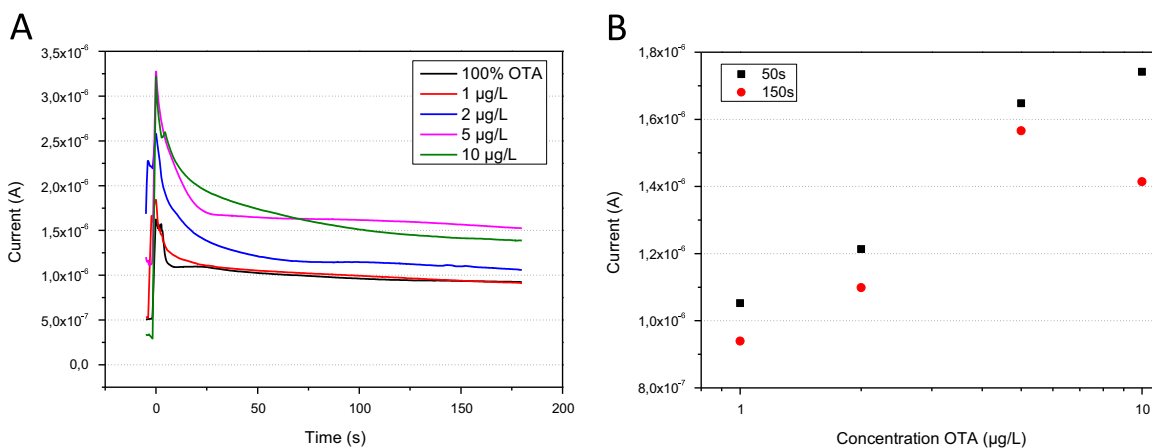 A
3,5x10⁻⁶
3,0x10⁻⁶
2,5x10⁻⁶
2,0x10⁻⁶
1,5x10⁻⁶
1,0x10⁻⁶
5,0x10⁻⁷
0,0
Current (A)
0
50
100
150
200
Time (s)
100% OTA
1 µg/L
2 µg/L
5 µg/L
10 µg/L
B
1,8x10⁻⁶
1,6x10⁻⁶
1,4x10⁻⁶
1,2x10⁻⁶
1,0x10⁻⁶
8,0x10⁻⁷
Current (A)
1
10
Concentration OTA (µg/L)
50s
150s